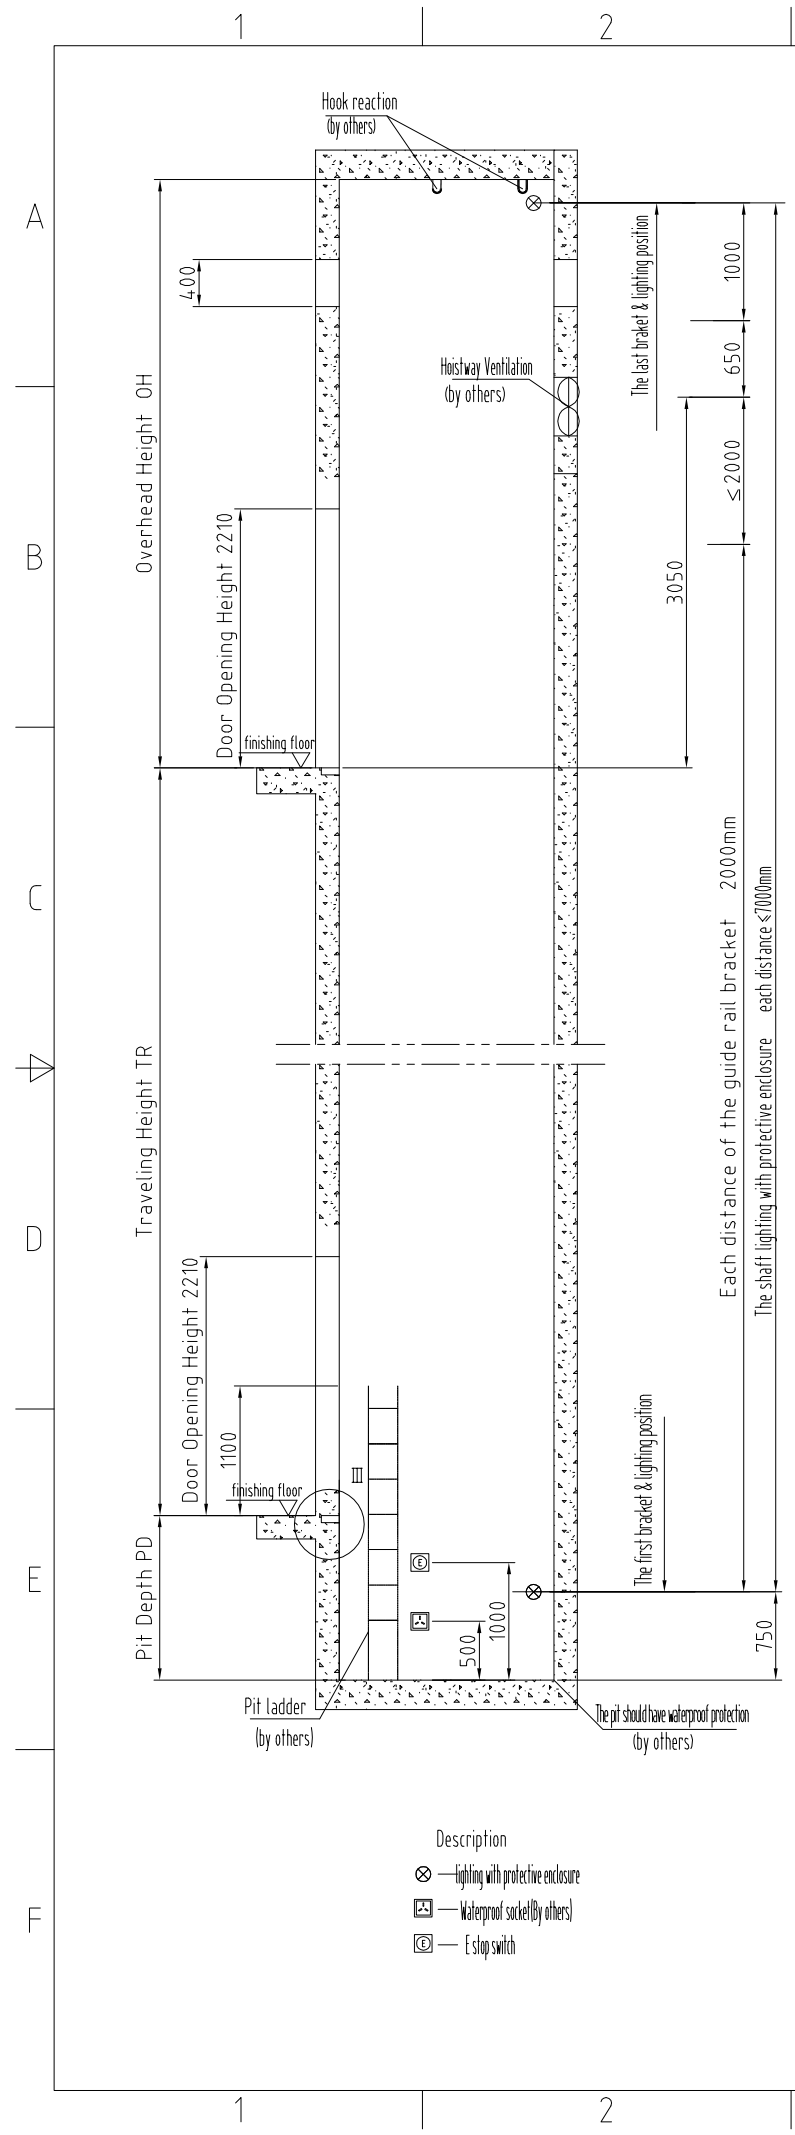 1
2
Hook reaction
(by others)
A
400
The last braket & lighting position
1000
650
Hoistway Ventilation
(by others)
Overhead Height OH
≤2000
B
Door Opening Height 2210
3050
finishing floor
C
Each distance of the guide rail bracket 2000mm
The shaft lighting with protective enclosure each distance ≤7000mm
Traveling Height TR
D
Door Opening Height 2210
1100
III
finishing floor
The first bracket & lighting position
E
Pit Depth PD
E
1000
500
750
Pit ladder
(by others)
The pit should have waterproof protection
(by others)
Description
lighting with protective enclosure
Waterproof socket(By others)
E
E stop switch
F
1
2